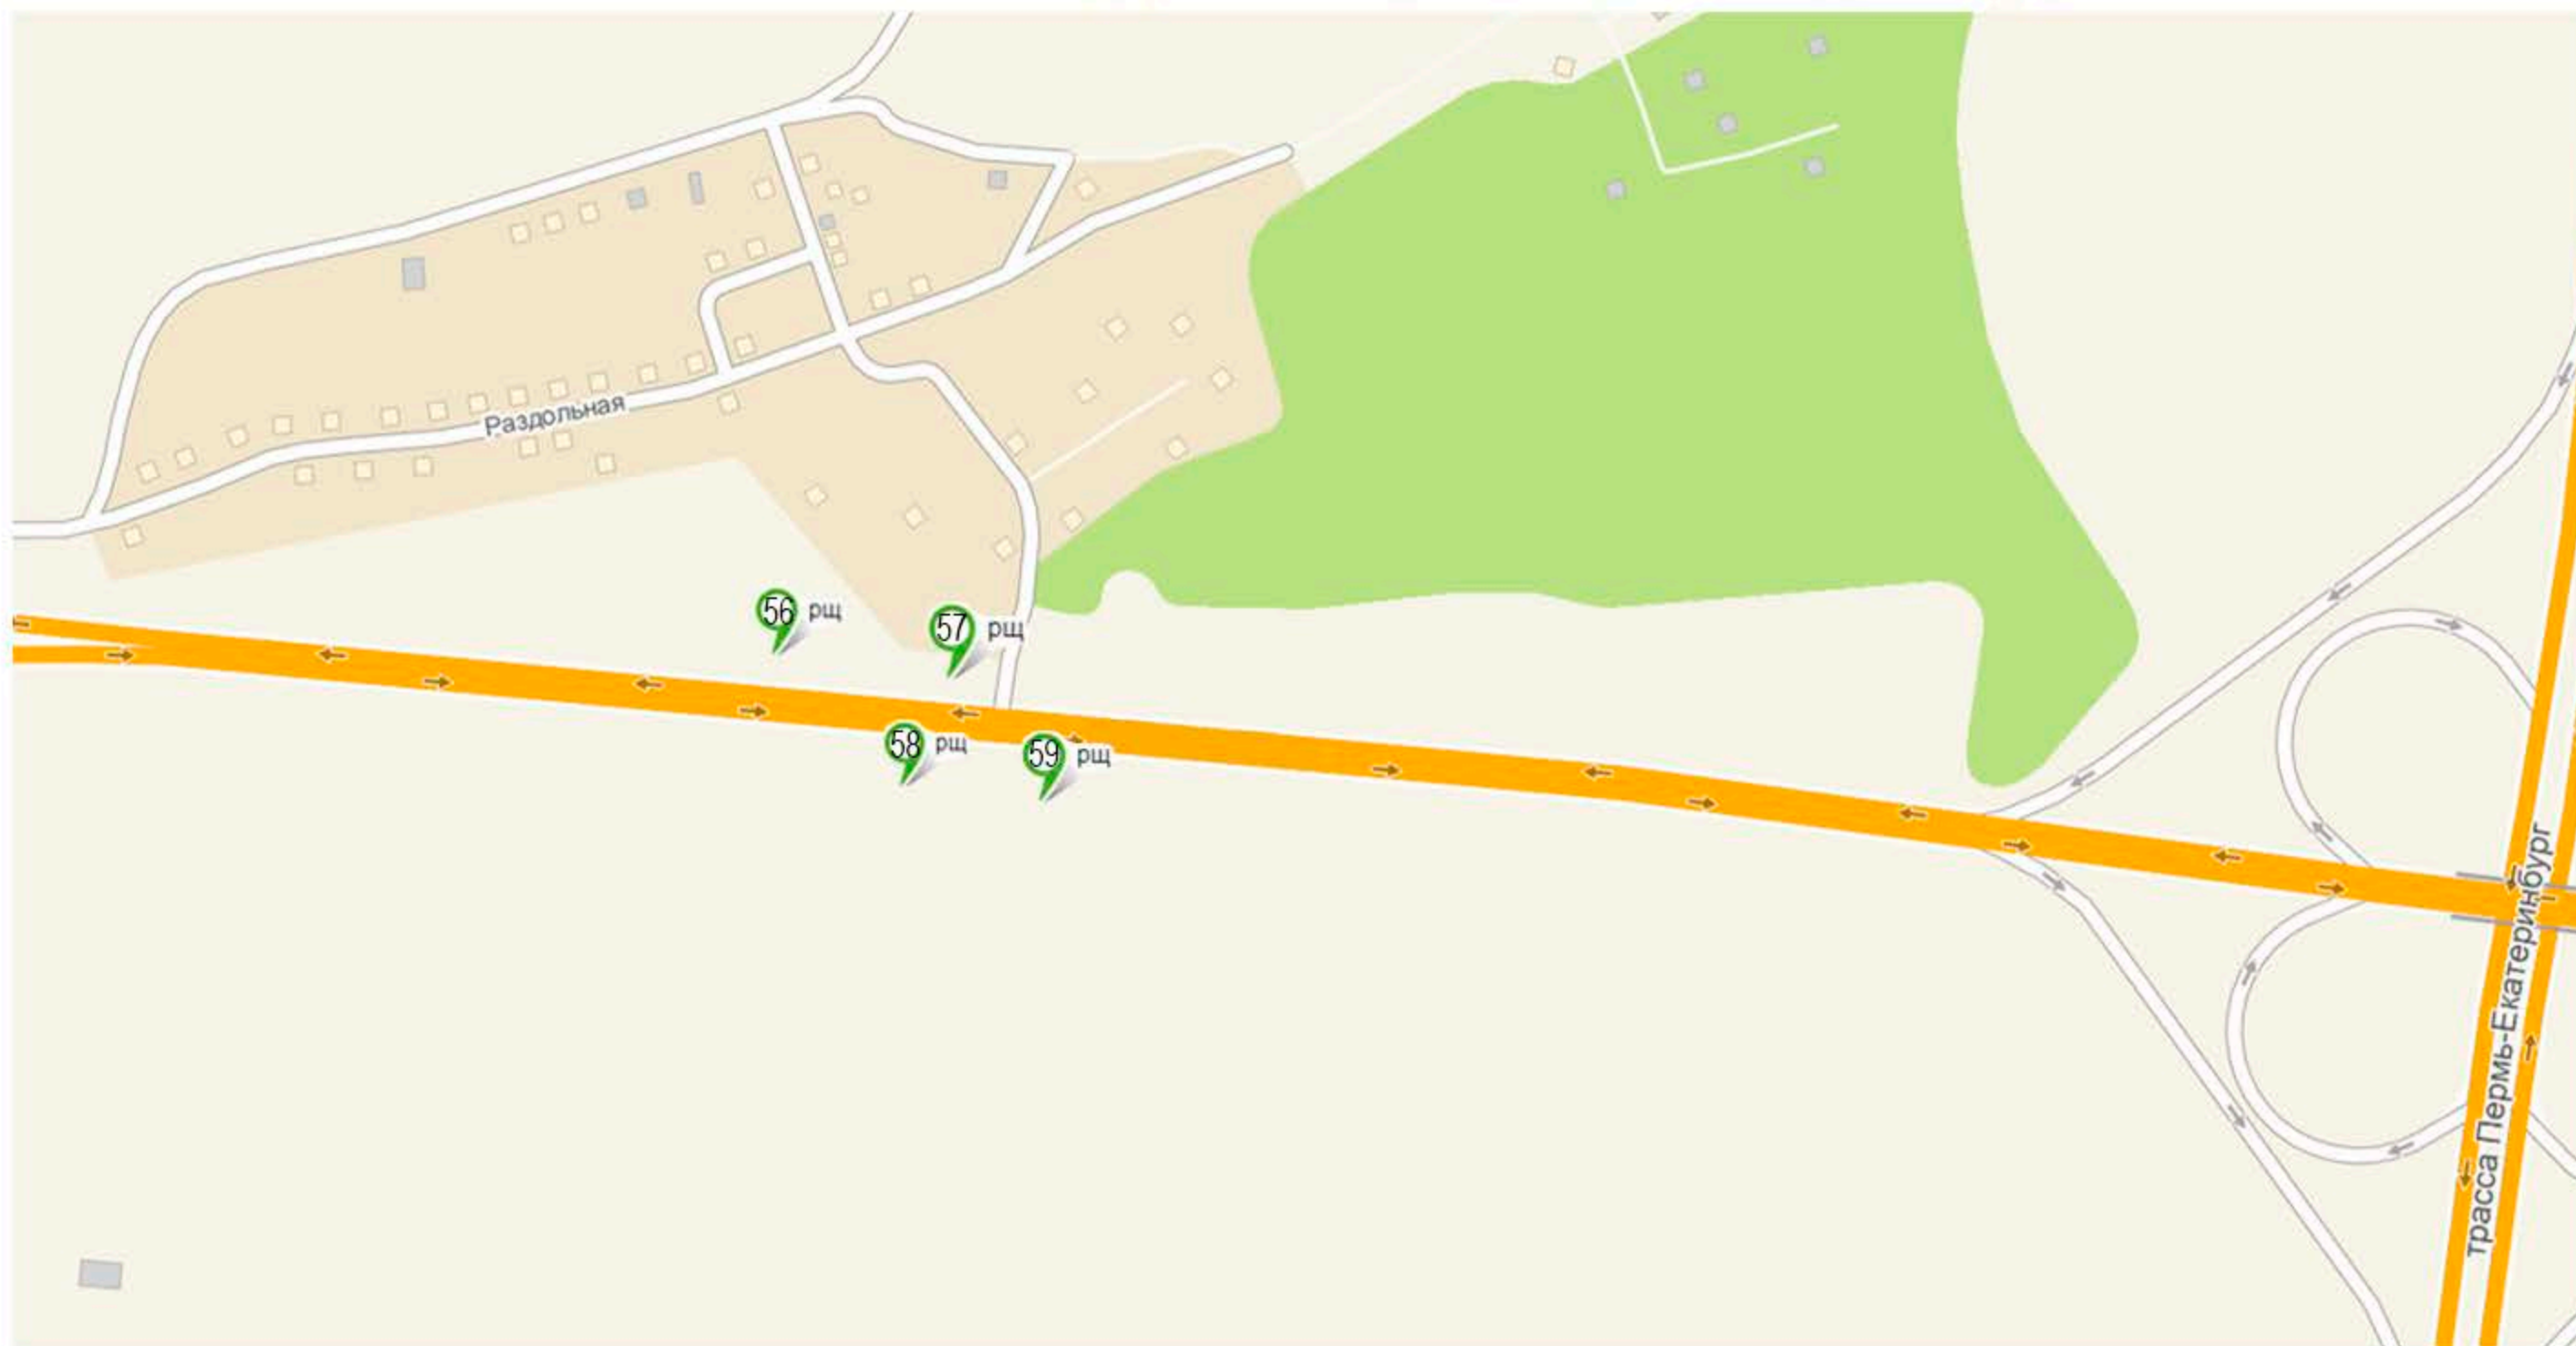 Раздольная
56 рщ
57 рщ
58 рщ
59 рщ
трасса Пермь-Екатеринбург